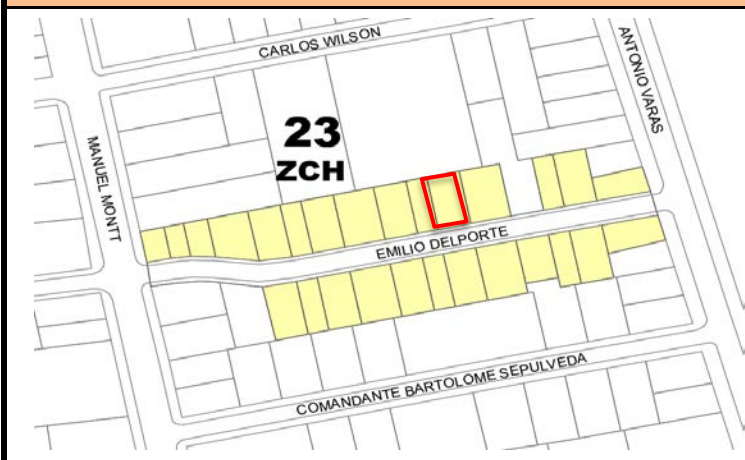 CARLOS WILSON
ANTONIO VARAS
23
ZCH
MANUEL MONTT
EMILIO DELPORTE
COMANDANTE BARTOLOME SEPULVEDA